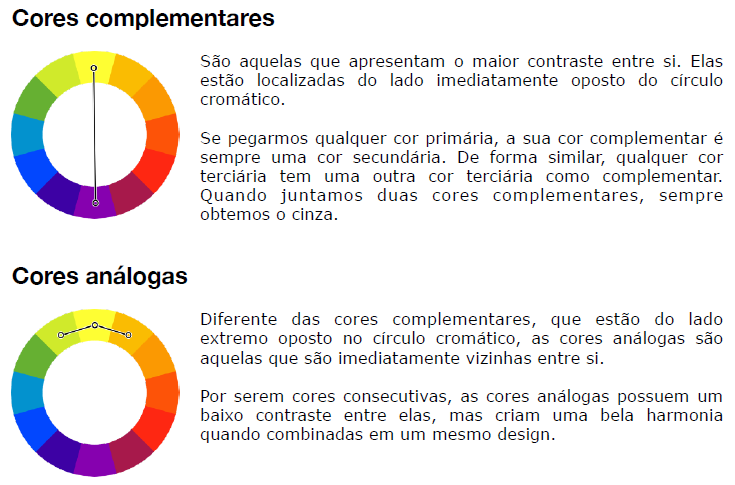 Cores complementares
São aquelas que apresentam o maior contraste entre si. Elas
estão localizadas do lado imediatamente oposto do círculo
cromático.
Se pegarmos qualquer cor primária, a sua cor complementar é
sempre uma cor secundária. De forma similar, qualquer cor
terciária tem uma outra cor terciária como complementar.
Quando juntamos duas cores complementares, sempre
obtemos o cinza.
Cores análogas
Diferente das cores complementares, que estão do lado
extremo oposto no círculo cromático, as cores análogas são
aquelas que são imediatamente vizinhas entre si.
Por serem cores consecutivas, as cores análogas possuem um
baixo contraste entre elas, mas criam uma bela harmonia
quando combinadas em um mesmo design.